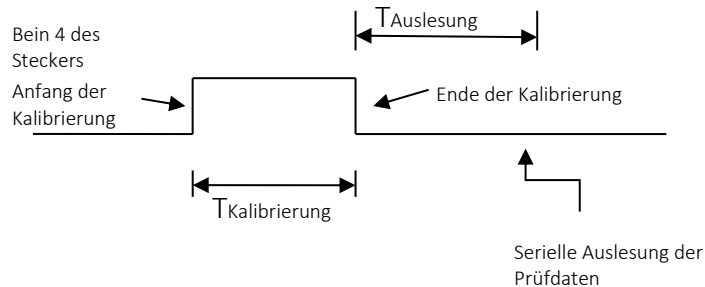 TAuslesung
Bein 4 des
Steckers
Anfang der
Kalibrierung
Ende der Kalibrierung
TKalibrierung
Serielle Auslesung der
Prüfdaten